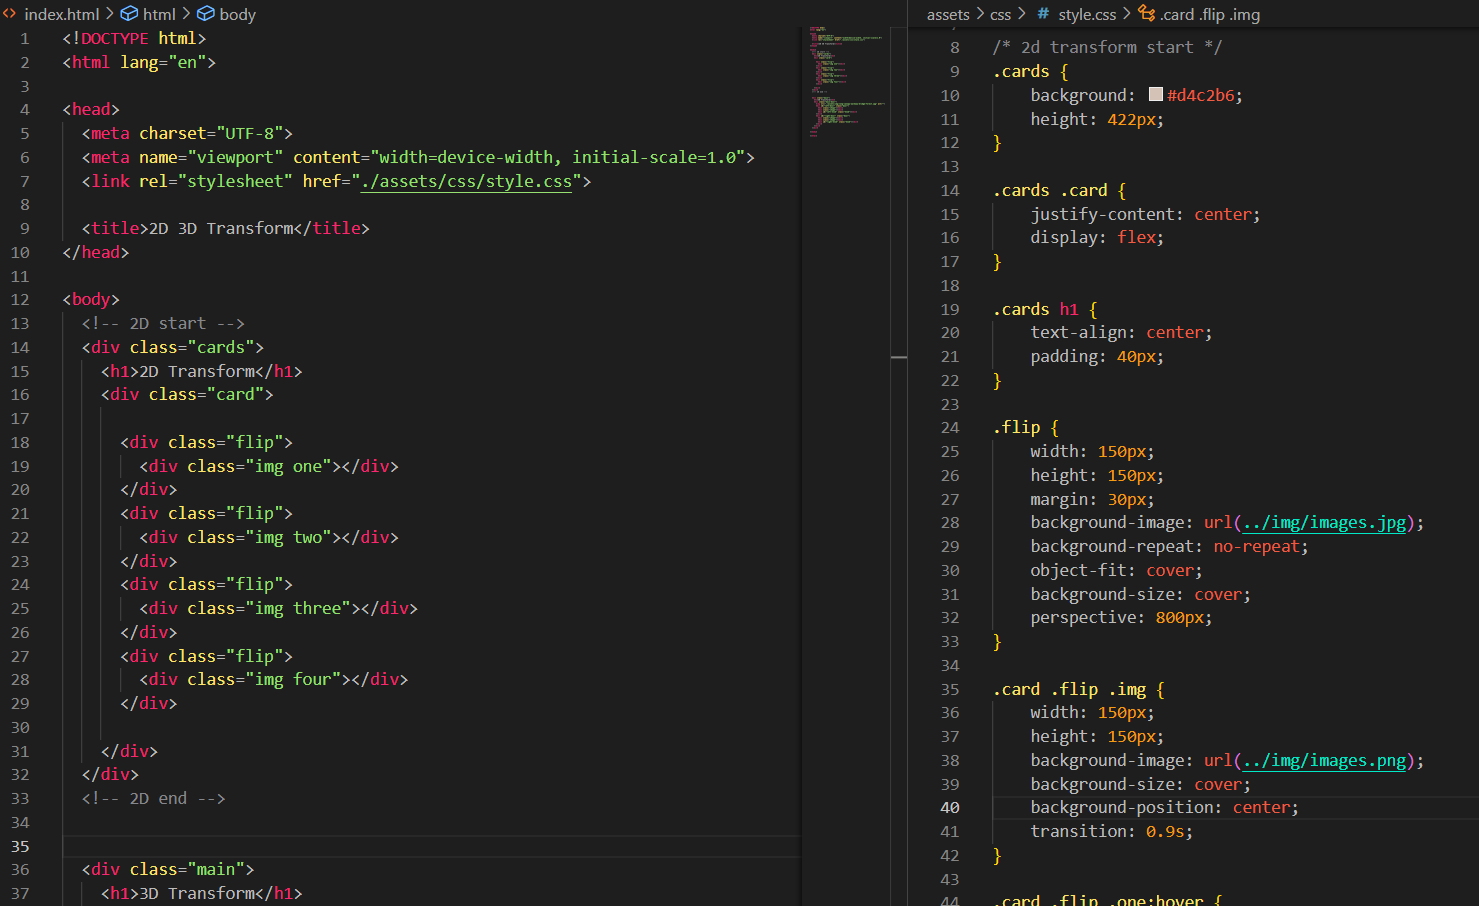 index.html > html > body
1 <!DOCTYPE html>
2 <html lang="en">
3
4 <head>
5 <meta charset="UTF-8">
6 <meta name="viewport" content="width=device-width, initial-scale=1.0">
7 <link rel="stylesheet" href="./assets/css/style.css">
8
9 <title>2D 3D Transform</title>
10 </head>
11
12 <body>
13 <!-- 2D start -->
14 <div class="cards">
15 <h1>2D Transform</h1>
16 <div class="card">
17
18 <div class="flip">
19 <div class="img one"></div>
20 </div>
21 <div class="flip">
22 <div class="img two"></div>
23 </div>
24 <div class="flip">
25 <div class="img three"></div>
26 </div>
27 <div class="flip">
28 <div class="img four"></div>
29 </div>
30
31 </div>
32 </div>
33 <!-- 2D end -->
34
35
36 <div class="main">
37 <h1>3D Transform</h1>
assets > css > # style.css > .card .flip .img
8 /* 2d transform start */
9 .cards {
10 background: #d4c2b6;
11 height: 422px;
12 }
13
14 .cards .card {
15 justify-content: center;
16 display: flex;
17 }
18
19 .cards h1 {
20 text-align: center;
21 padding: 40px;
22 }
23
24 .flip {
25 width: 150px;
26 height: 150px;
27 margin: 30px;
28 background-image: url(../img/images.jpg);
29 background-repeat: no-repeat;
30 object-fit: cover;
31 background-size: cover;
32 perspective: 800px;
33 }
34
35 .card .flip .img {
36 width: 150px;
37 height: 150px;
38 background-image: url(../img/images.png);
39 background-size: cover;
40 background-position: center;
41 transition: 0.9s;
42 }
43
44 .card .flip .one:hover {